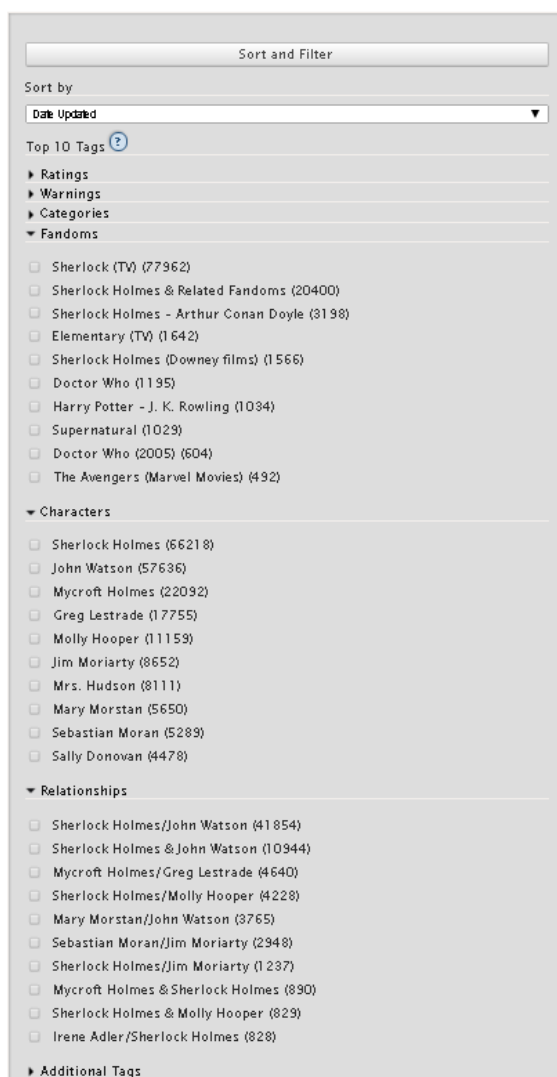 Sort and Filter
Sort by
Date Updated
Top 10 Tags ?
Ratings
Warnings
Categories
Fandoms
Sherlock (TV) (77962)
Sherlock Holmes & Related Fandoms (20400)
Sherlock Holmes - Arthur Conan Doyle (3198)
Elementary (TV) (1642)
Sherlock Holmes (Downey films) (1566)
Doctor Who (1195)
Harry Potter - J. K. Rowling (1034)
Supernatural (1029)
Doctor Who (2005) (604)
The Avengers (Marvel Movies) (492)
Characters
Sherlock Holmes (66218)
John Watson (57636)
Mycroft Holmes (22092)
Greg Lestrade (17755)
Molly Hooper (11159)
Jim Moriarty (8652)
Mrs. Hudson (8111)
Mary Morstan (5650)
Sebastian Moran (5289)
Sally Donovan (4478)
Relationships
Sherlock Holmes/John Watson (41854)
Sherlock Holmes & John Watson (10944)
Mycroft Holmes/Greg Lestrade (4640)
Sherlock Holmes/Molly Hooper (4228)
Mary Morstan/John Watson (3765)
Sebastian Moran/Jim Moriarty (2948)
Sherlock Holmes/Jim Moriarty (1237)
Mycroft Holmes & Sherlock Holmes (890)
Sherlock Holmes & Molly Hooper (829)
Irene Adler/Sherlock Holmes (828)
Additional Tags